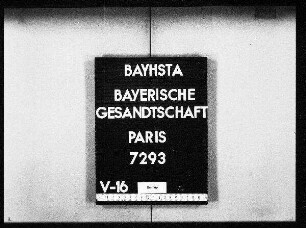 BAYHSTA
BAYERISCHE
GESANDTSCHAFT
PARIS
7293
V-16